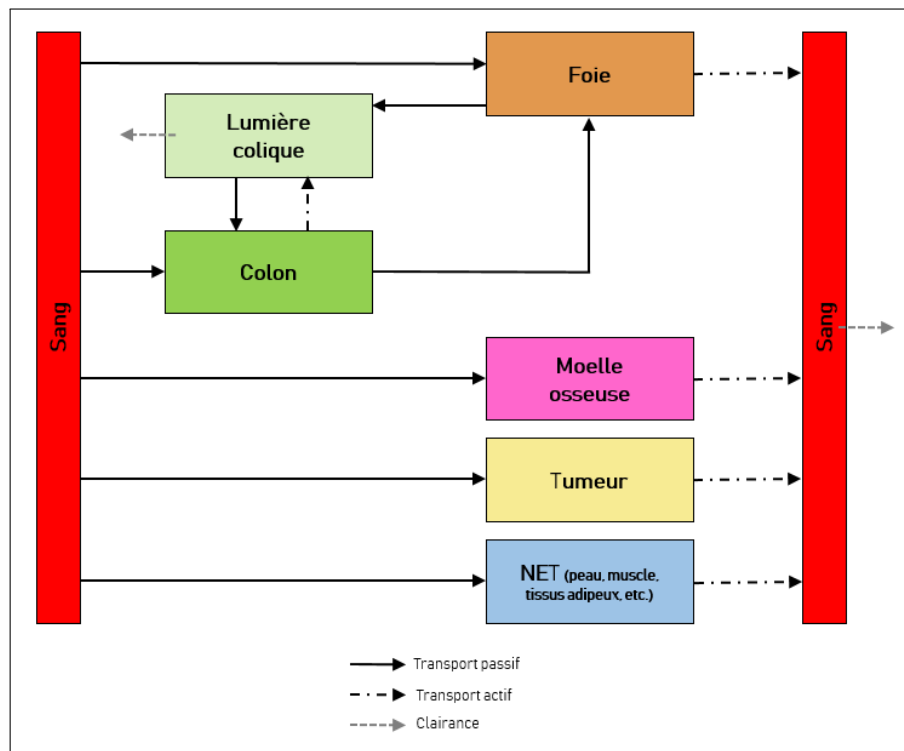 Sang
Foie
Lumière
colique
Colon
Moelle
osseuse
Tumeur
NET (peau, muscle,
tissus adipeux, etc.)
Sang
Transport passif
Transport actif
Clairance